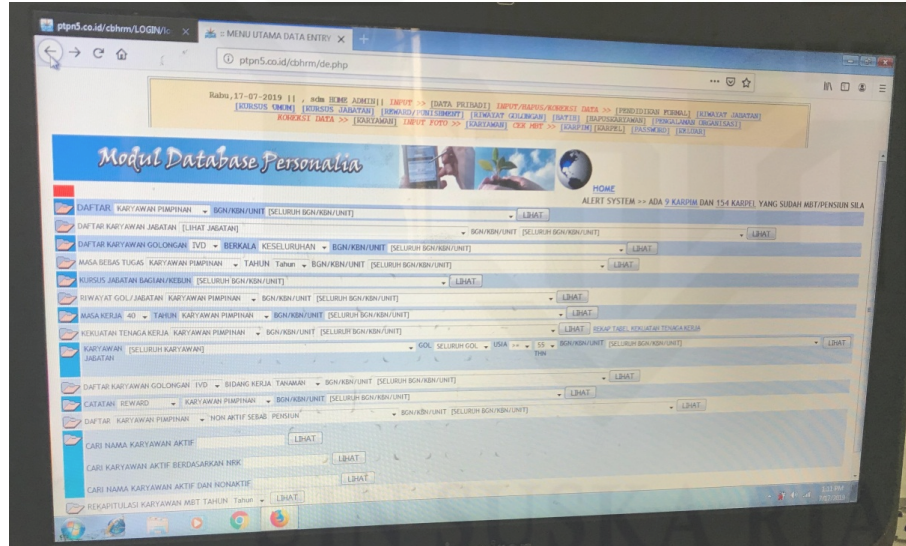 ptpn5.co.id/cbhrm/LOGIN/lo
:: MENU UTAMA DATA ENTRY
ptpn5.co.id/cbhrm/de.php
Rabu,17-07-2019 || , sdm HOME ADMIN|| INPUT >> [DATA PRIBADI] INPUT/HAPUS/KOREKSI DATA >> [PENDIDIKAN FORMAL] [RIWAYAT JABATAN]
[KURSUS UMUM] [KURSUS JABATAN] [REWARD/PUNISHMENT] [RIWAYAT GOLONGAN] [BATIH] [HAPUSKARYAWAN] [PENGALAMAN ORGANISASI]
KOREKSI DATA >> [KARYAWAN] INPUT FOTO >> [KARYAWAN] CEK MBT >> [KARPIM] [KARPEL] [PASSWORD] [KELUAR]
Modul Database Personalia
HOME
ALERT SYSTEM >> ADA 9 KARPIM DAN 154 KARPEL YANG SUDAH MBT/PENSIUN SILA
DAFTAR KARYAWAN PIMPINAN BGN/KBN/UNIT [SELURUH BGN/KBN/UNIT] LIHAT
DAFTAR KARYAWAN JABATAN [LIHAT JABATAN] BGN/KBN/UNIT [SELURUH BGN/KBN/UNIT] LIHAT
DAFTAR KARYAWAN GOLONGAN IVD BERKALA KESELURUHAN BGN/KBN/UNIT [SELURUH BGN/KBN/UNIT] LIHAT
MASA BEBAS TUGAS KARYAWAN PIMPINAN TAHUN Tahun BGN/KBN/UNIT [SELURUH BGN/KBN/UNIT] LIHAT
KURSUS JABATAN BAGIAN/KEBUN [SELURUH BGN/KBN/UNIT] LIHAT
RIWAYAT GOL/JABATAN KARYAWAN PIMPINAN BGN/KBN/UNIT [SELURUH BGN/KBN/UNIT] LIHAT
MASA KERJA 40 TAHUN KARYAWAN PIMPINAN BGN/KBN/UNIT [SELURUH BGN/KBN/UNIT] LIHAT
KEKUATAN TENAGA KERJA KARYAWAN PIMPINAN BGN/KBN/UNIT [SELURUH BGN/KBN/UNIT] LIHAT REKAP TABEL KEKUATAN TENAGA KERJA
KARYAWAN [SELURUH KARYAWAN] GOL SELURUH GOL USIA >= 55 BGN/KBN/UNIT [SELURUH BGN/KBN/UNIT] LIHAT
JABATAN THN
DAFTAR KARYAWAN GOLONGAN IVD BIDANG KERJA TANAMAN BGN/KBN/UNIT [SELURUH BGN/KBN/UNIT] LIHAT
CATATAN REWARD KARYAWAN PIMPINAN BGN/KBN/UNIT [SELURUH BGN/KBN/UNIT] LIHAT
DAFTAR KARYAWAN PIMPINAN NON AKTIF SEBAB PENSIUN BGN/KBN/UNIT [SELURUH BGN/KBN/UNIT] LIHAT
CARI NAMA KARYAWAN AKTIF LIHAT
CARI KARYAWAN AKTIF BERDASARKAN NRK LIHAT
CARI NAMA KARYAWAN AKTIF DAN NONAKTIF LIHAT
REKAPITULASI KARYAWAN MBT TAHUN Tahun LIHAT
SUSKA RIA